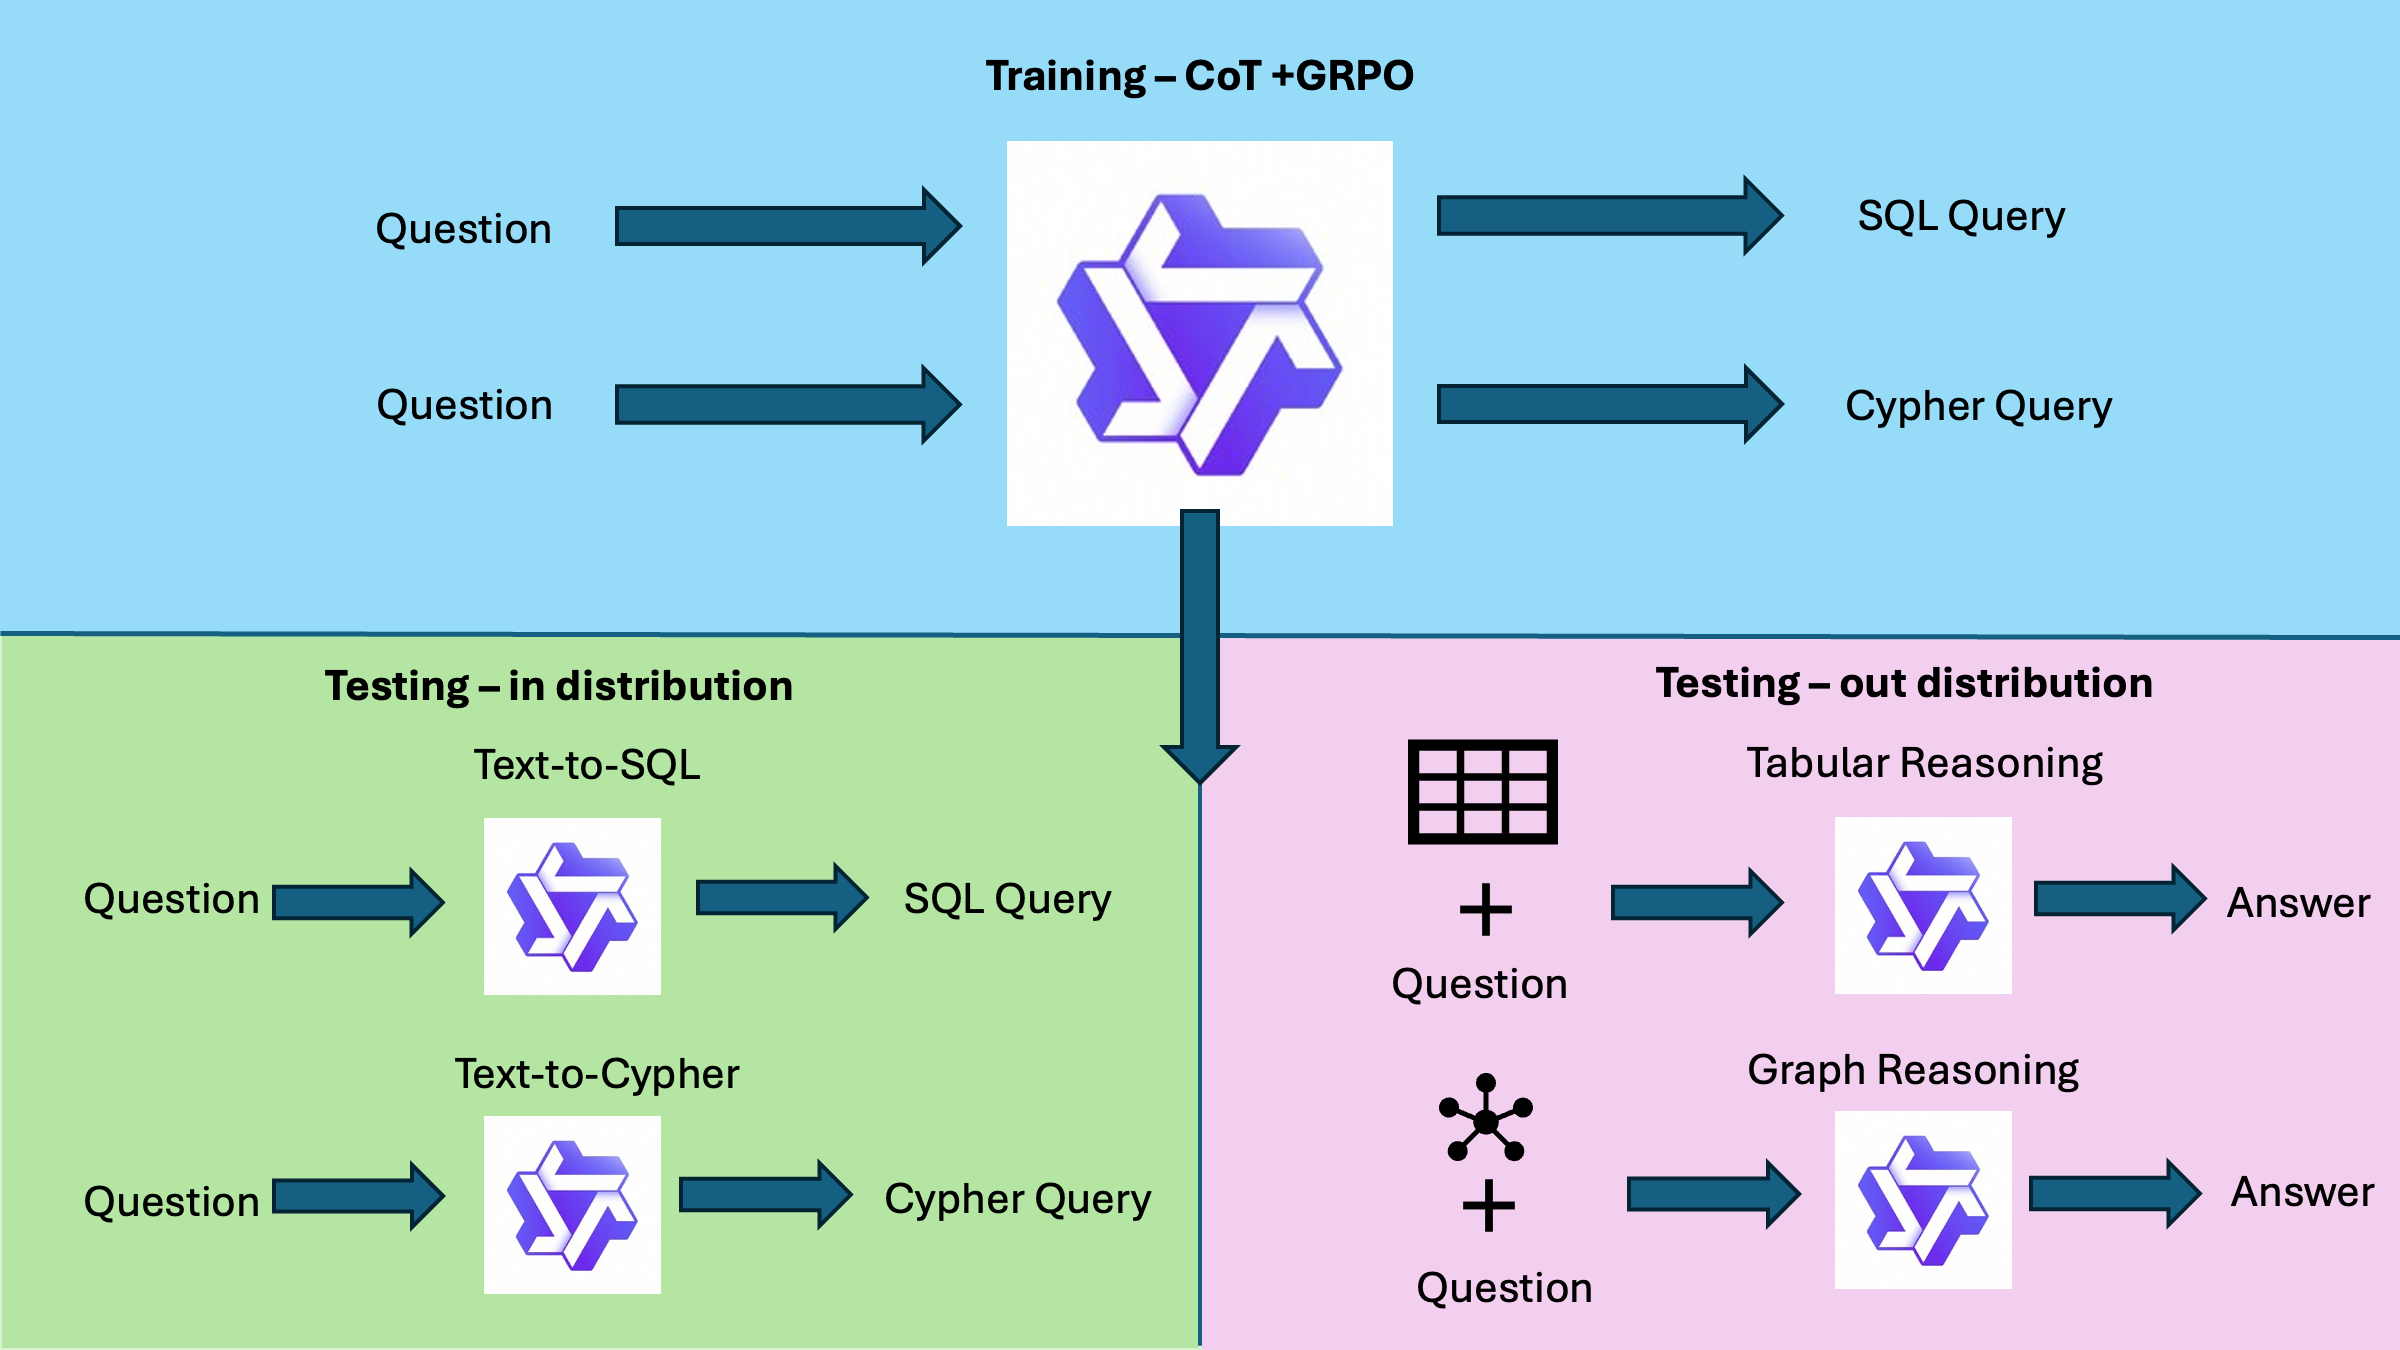 Training – CoT +GRPO
Question
SQL Query
Question
Cypher Query
Testing – in distribution
Text-to-SQL
Question
SQL Query
Text-to-Cypher
Question
Cypher Query
Testing – out distribution
Tabular Reasoning
+
Question
Answer
Graph Reasoning
+
Question
Answer